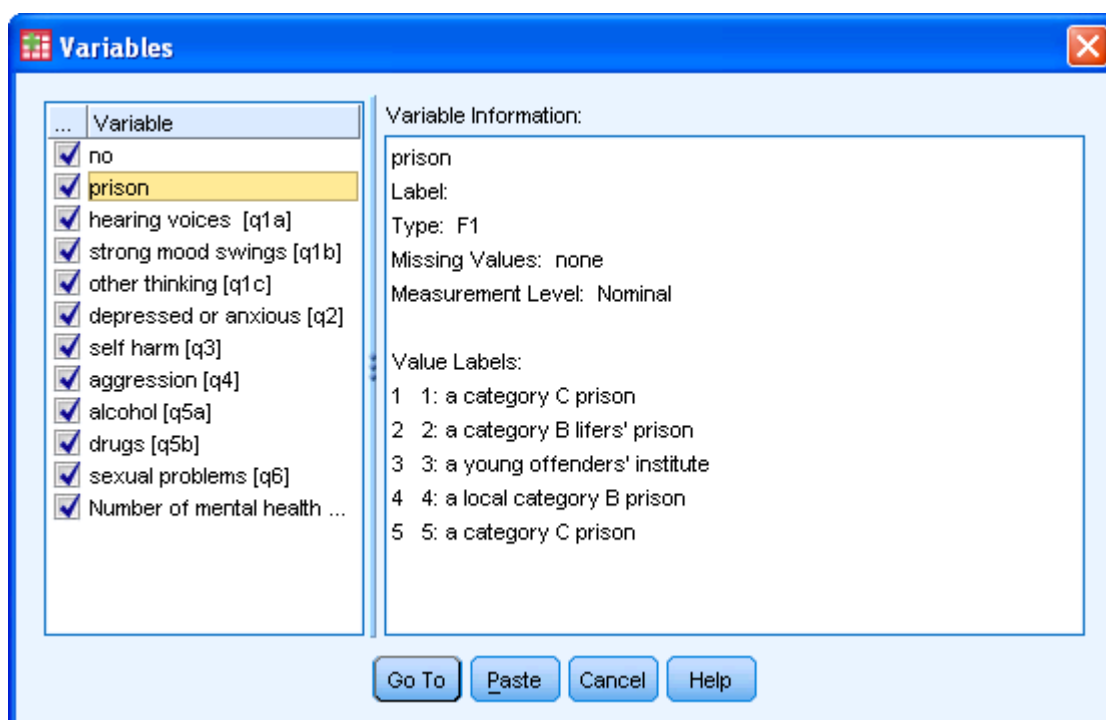 Variables
... Variable
no
prison
hearing voices [q1a]
strong mood swings [q1b]
other thinking [q1c]
depressed or anxious [q2]
self harm [q3]
aggression [q4]
alcohol [q5a]
drugs [q5b]
sexual problems [q6]
Number of mental health ...
Variable Information:
prison
Label:
Type: F1
Missing Values: none
Measurement Level: Nominal
Value Labels:
1 1: a category C prison
2 2: a category B lifers' prison
3 3: a young offenders' institute
4 4: a local category B prison
5 5: a category C prison
Go To Paste Cancel Help